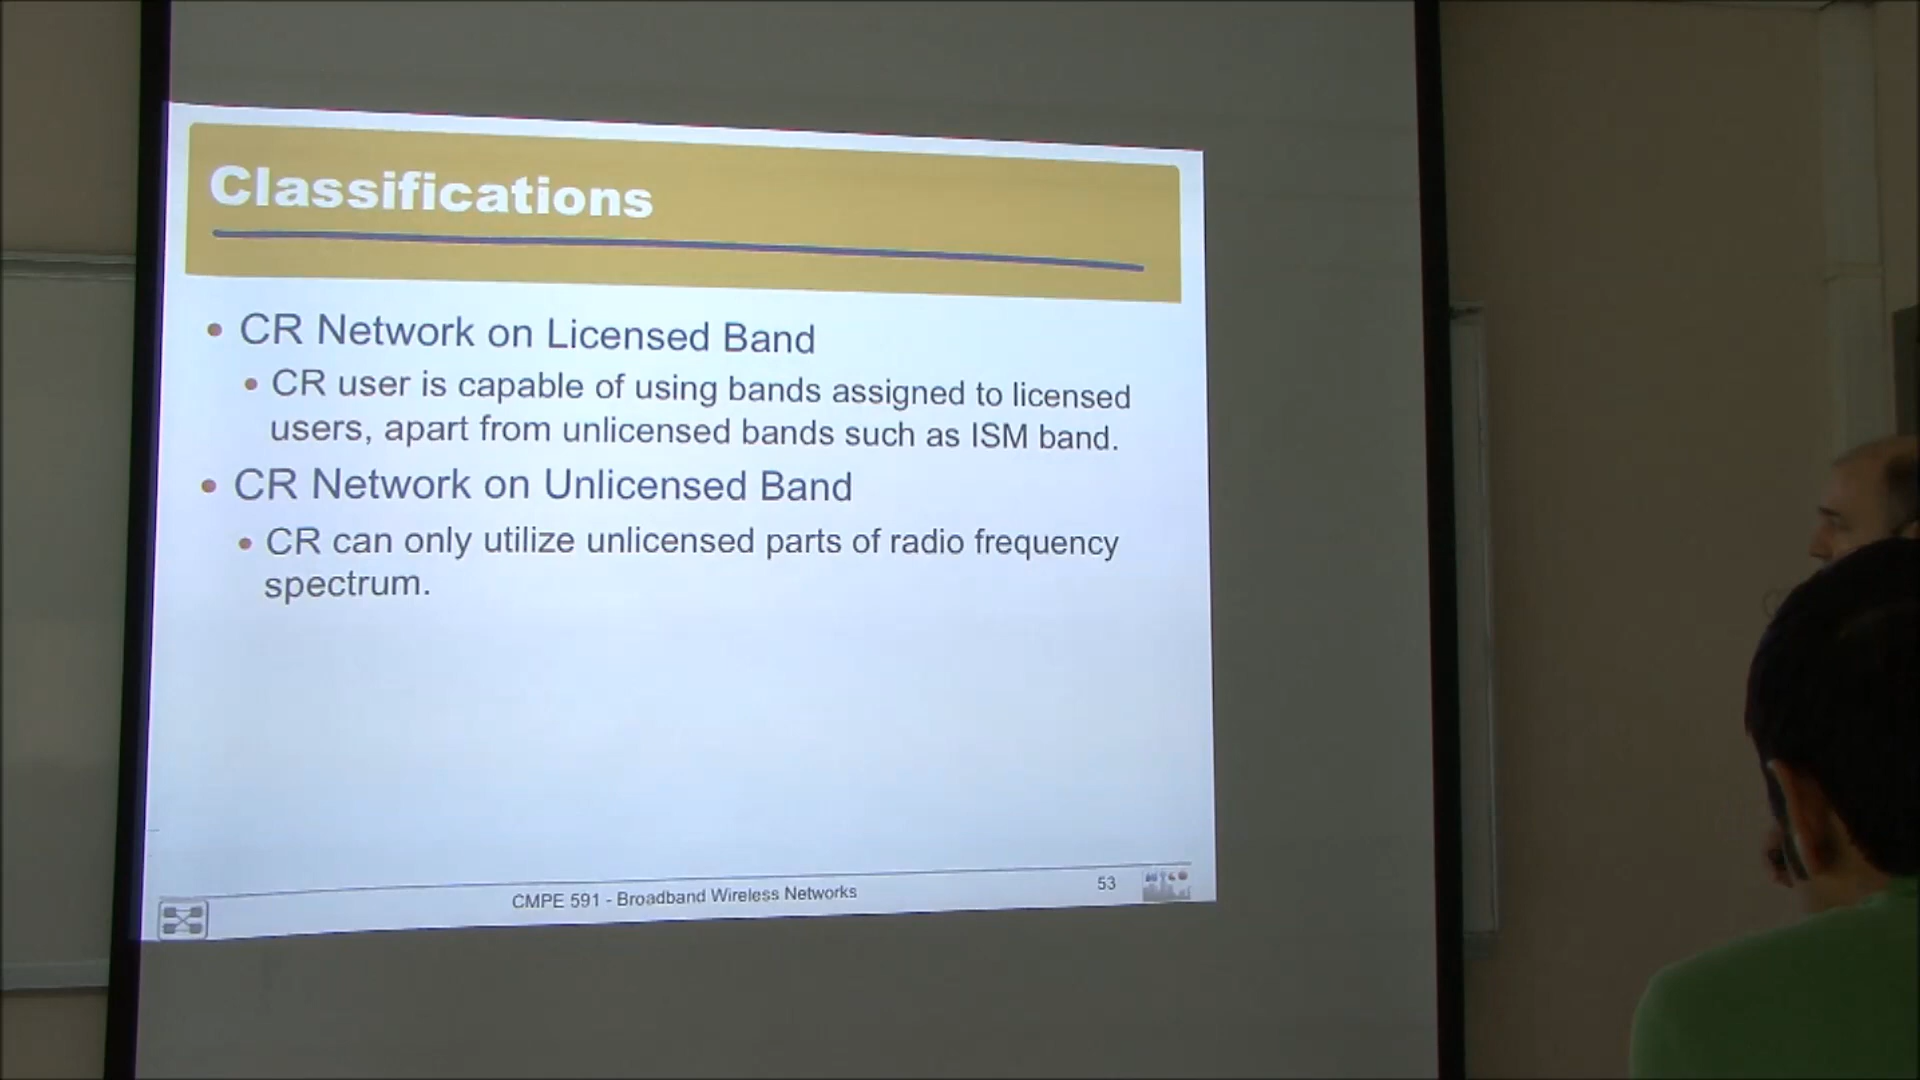 Classifications
• CR Network on Licensed Band
• CR user is capable of using bands assigned to licensed
users, apart from unlicensed bands such as ISM band.
• CR Network on Unlicensed Band
• CR can only utilize unlicensed parts of radio frequency
spectrum.
CMPE 591 - Broadband Wireless Networks
53